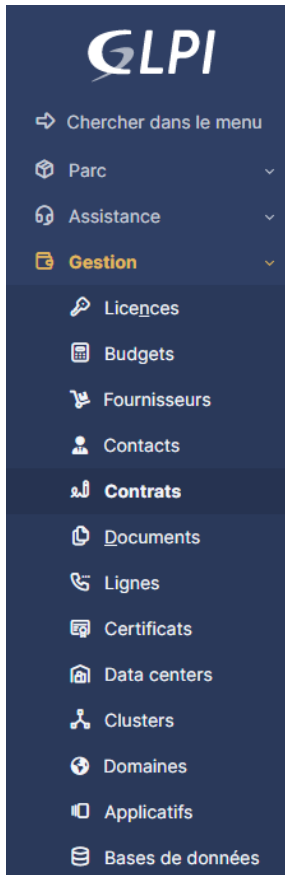 GLPI
Chercher dans le menu
Parc
Assistance
Gestion
Licences
Budgets
Fournisseurs
Contacts
Contrats
Documents
Lignes
Certificats
Data centers
Clusters
Domaines
Applicatifs
Bases de données